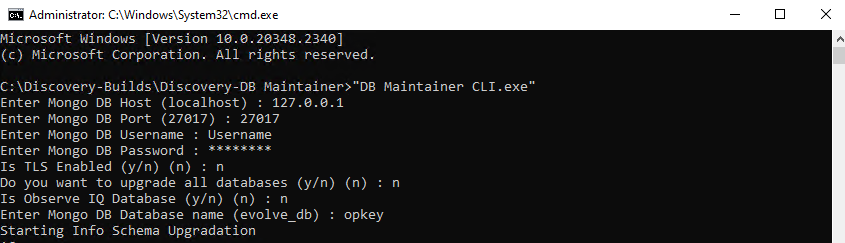 Administrator: C:\Windows\System32\cmd.exe
Microsoft Windows [Version 10.0.20348.2340]
(c) Microsoft Corporation. All rights reserved.
C:\Discovery-Builds\Discovery-DB Maintainer>"DB Maintainer CLI.exe"
Enter Mongo DB Host (localhost) : 127.0.0.1
Enter Mongo DB Port (27017) : 27017
Enter Mongo DB Username : Username
Enter Mongo DB Password : ********
Is TLS Enabled (y/n) (n) : n
Do you want to upgrade all databases (y/n) (n) : n
Is Observe IQ Database (y/n) (n) : n
Enter Mongo DB Database name (evolve_db) : opkey
Starting Info Schema Upgradation